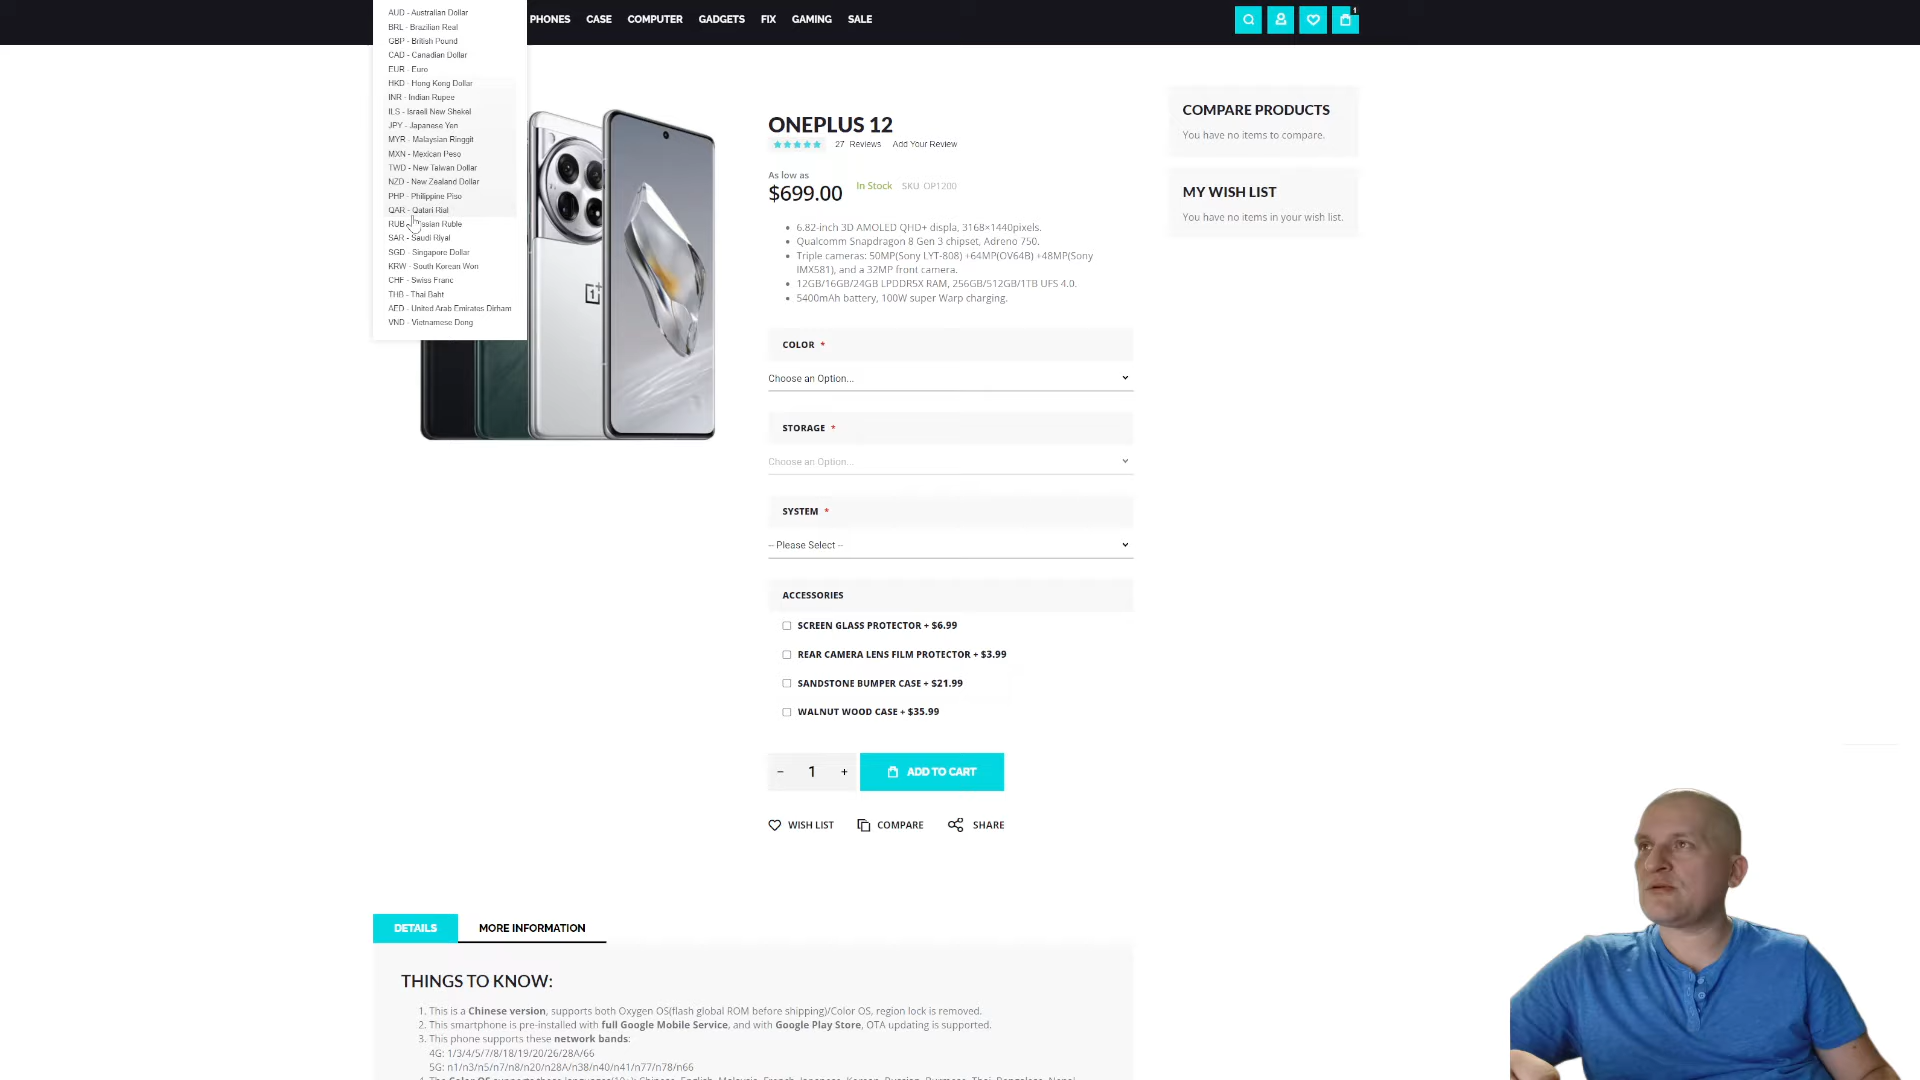 AUD - Australian Dollar
BRL - Brazilian Real
GBP - British Pound
CAD - Canadian Dollar
EUR - Euro
HKD - Hong Kong Dollar
INR - Indian Rupee
ILS - Israeli New Shekel
JPY - Japanese Yen
MYR - Malaysian Ringgit
MXN - Mexican Peso
TWD - New Taiwan Dollar
NZD - New Zealand Dollar
PHP - Philippine Piso
QAR - Qatari Rial
RUB - Russian Ruble
SAR - Saudi Riyal
SGD - Singapore Dollar
KRW - South Korean Won
CHF - Swiss Franc
THB - Thai Baht
AED - United Arab Emirates Dirham
VND - Vietnamese Dong
PHONES CASE COMPUTER GADGETS FIX GAMING SALE
1
ONEPLUS 12
27 Reviews Add Your Review
As low as
$699.00 In Stock SKU OP1200
6.82-inch 3D AMOLED QHD+ displa, 3168×1440pixels.
Qualcomm Snapdragon 8 Gen 3 chipset, Adreno 750.
Triple cameras: 50MP(Sony LYT-808) +64MP(OV64B) +48MP(Sony
IMX581), and a 32MP front camera.
12GB/16GB/24GB LPDDR5X RAM, 256GB/512GB/1TB UFS 4.0.
5400mAh battery, 100W super Warp charging.
COLOR *
Choose an Option...
STORAGE *
Choose an Option...
SYSTEM *
-- Please Select --
ACCESSORIES
SCREEN GLASS PROTECTOR + $6.99
REAR CAMERA LENS FILM PROTECTOR + $3.99
SANDSTONE BUMPER CASE + $21.99
WALNUT WOOD CASE + $35.99
- 1 + ADD TO CART
WISH LIST COMPARE SHARE
COMPARE PRODUCTS
You have no items to compare.
MY WISH LIST
You have no items in your wish list.
DETAILS MORE INFORMATION
THINGS TO KNOW:
1. This is a Chinese version, supports both Oxygen OS(flash global ROM before shipping)/Color OS, region lock is removed.
2. This smartphone is pre-installed with full Google Mobile Service, and with Google Play Store, OTA updating is supported.
3. This phone supports these network bands:
4G: 1/3/4/5/7/8/18/19/20/26/28A/66
5G: n1/n3/n5/n7/n8/n20/n28A/n38/n40/n41/n77/n78/n66